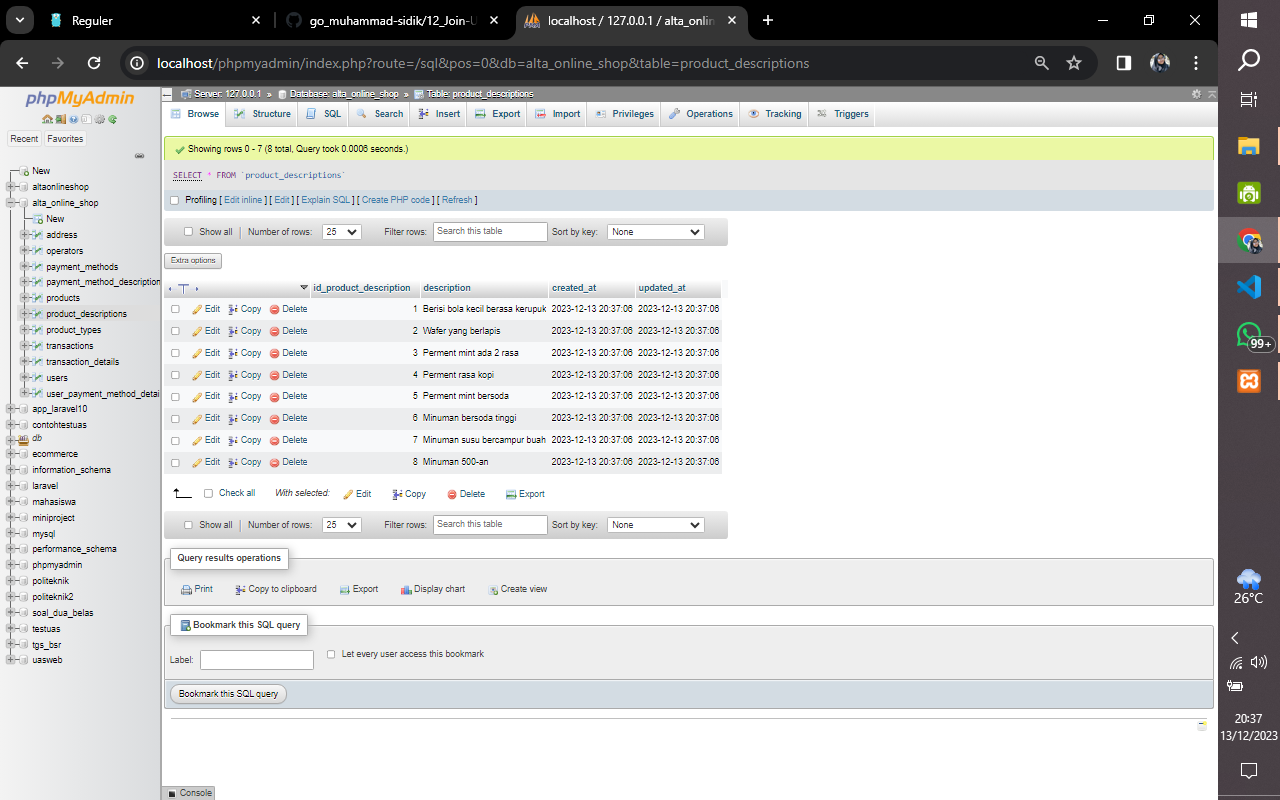 Reguler
go_muhammad-sidik/12_Join-U
localhost / 127.0.0.1 / alta_onlin
localhost/phpmyadmin/index.php?route=/sql&pos=0&db=alta_online_shop&table=product_descriptions
phpMyAdmin
Recent Favorites
New
altaonlineshop
alta_online_shop
New
address
operators
payment_methods
payment_method_description
products
product_descriptions
product_types
transactions
transaction_details
users
user_payment_method_detai
app_laravel10
contohtestuas
db
ecommerce
information_schema
laravel
mahasiswa
miniproject
mysql
performance_schema
phpmyadmin
politeknik
politeknik2
soal_dua_belas
testuas
tgs_bsr
uasweb
Server: 127.0.0.1 » Database: alta_online_shop » Table: product_descriptions
Browse Structure SQL Search Insert Export Import Privileges Operations Tracking Triggers
Showing rows 0 - 7 (8 total, Query took 0.0006 seconds.)
SELECT * FROM `product_descriptions`
Profiling [ Edit inline ] [ Edit ] [ Explain SQL ] [ Create PHP code ] [ Refresh ]
Show all | Number of rows: 25 Filter rows: Search this table Sort by key: None
Extra options
id_product_description description created_at updated_at
Edit Copy Delete 1 Berisi bola kecil berasa kerupuk 2023-12-13 20:37:06 2023-12-13 20:37:06
Edit Copy Delete 2 Wafer yang berlapis 2023-12-13 20:37:06 2023-12-13 20:37:06
Edit Copy Delete 3 Perment mint ada 2 rasa 2023-12-13 20:37:06 2023-12-13 20:37:06
Edit Copy Delete 4 Perment rasa kopi 2023-12-13 20:37:06 2023-12-13 20:37:06
Edit Copy Delete 5 Perment mint bersoda 2023-12-13 20:37:06 2023-12-13 20:37:06
Edit Copy Delete 6 Minuman bersoda tinggi 2023-12-13 20:37:06 2023-12-13 20:37:06
Edit Copy Delete 7 Minuman susu bercampur buah 2023-12-13 20:37:06 2023-12-13 20:37:06
Edit Copy Delete 8 Minuman 500-an 2023-12-13 20:37:06 2023-12-13 20:37:06
Check all With selected: Edit Copy Delete Export
Show all | Number of rows: 25 Filter rows: Search this table Sort by key: None
Query results operations
Print Copy to clipboard Export Display chart Create view
Bookmark this SQL query
Label: Let every user access this bookmark
Bookmark this SQL query
Console
99+
26°C
20:37
13/12/2023